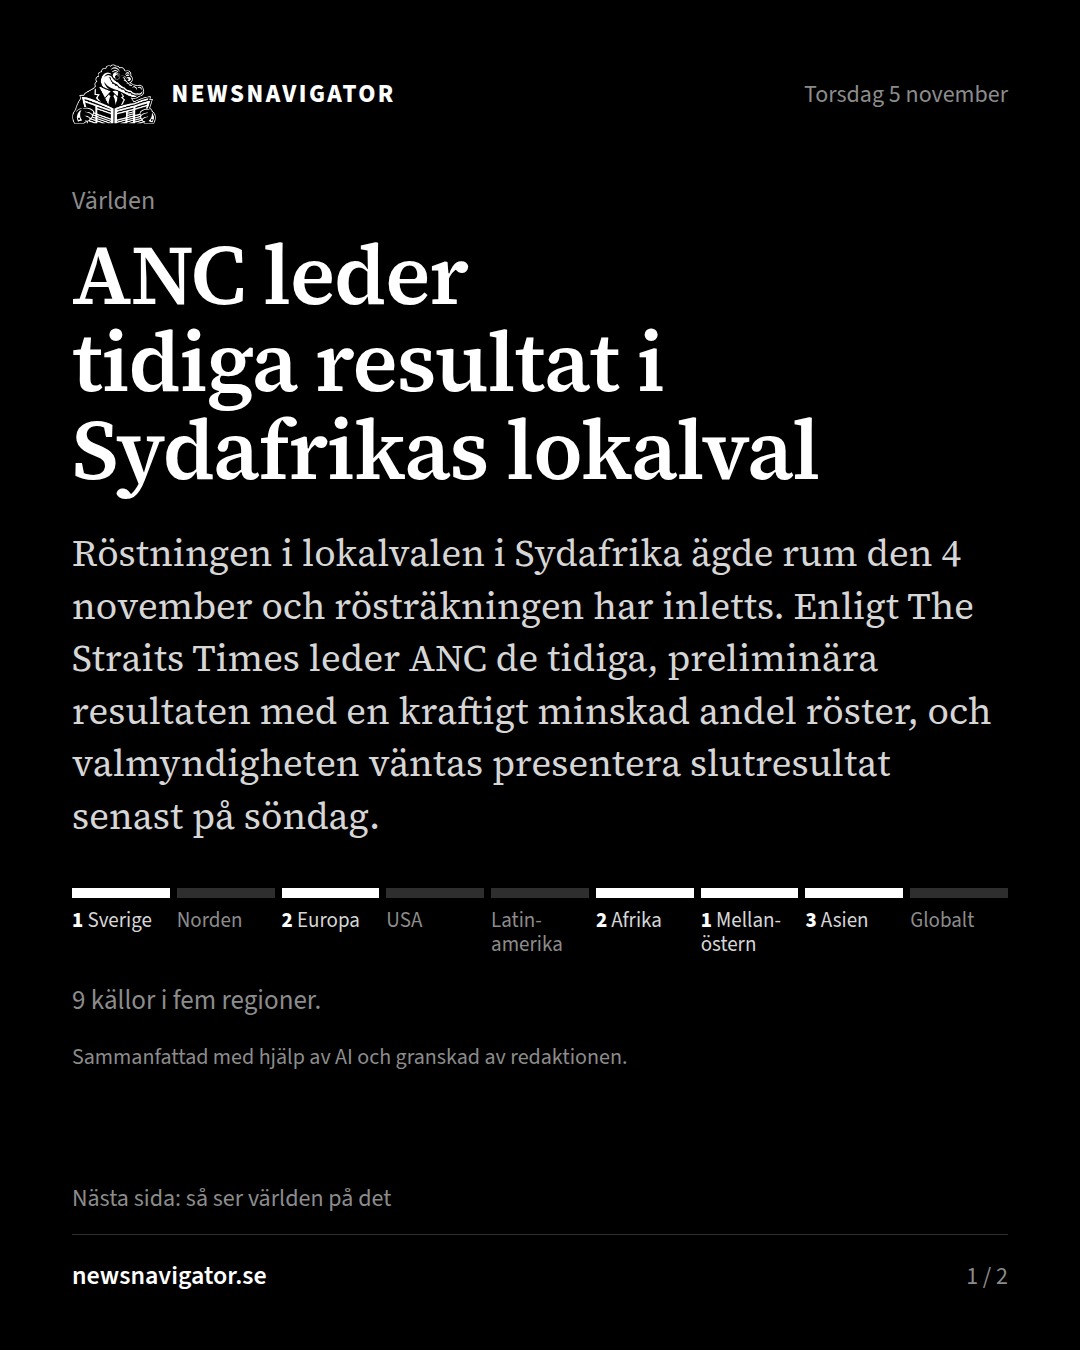 NEWSNAVIGATOR
Torsdag 5 november
Världen
ANC leder
tidiga resultat i
Sydafrikas lokalval
Röstningen i lokalvalen i Sydafrika ägde rum den 4
november och rösträkningen har inletts. Enligt The
Straits Times leder ANC de tidiga, preliminära
resultaten med en kraftigt minskad andel röster, och
valmyndigheten väntas presentera slutresultat
senast på söndag.
1 Sverige
Norden
2 Europa
USA
Latin-
amerika
2 Afrika
1 Mellan-
östern
3 Asien
Globalt
9 källor i fem regioner.
Sammanfattad med hjälp av AI och granskad av redaktionen.
Nästa sida: så ser världen på det
newsnavigator.se
1 / 2